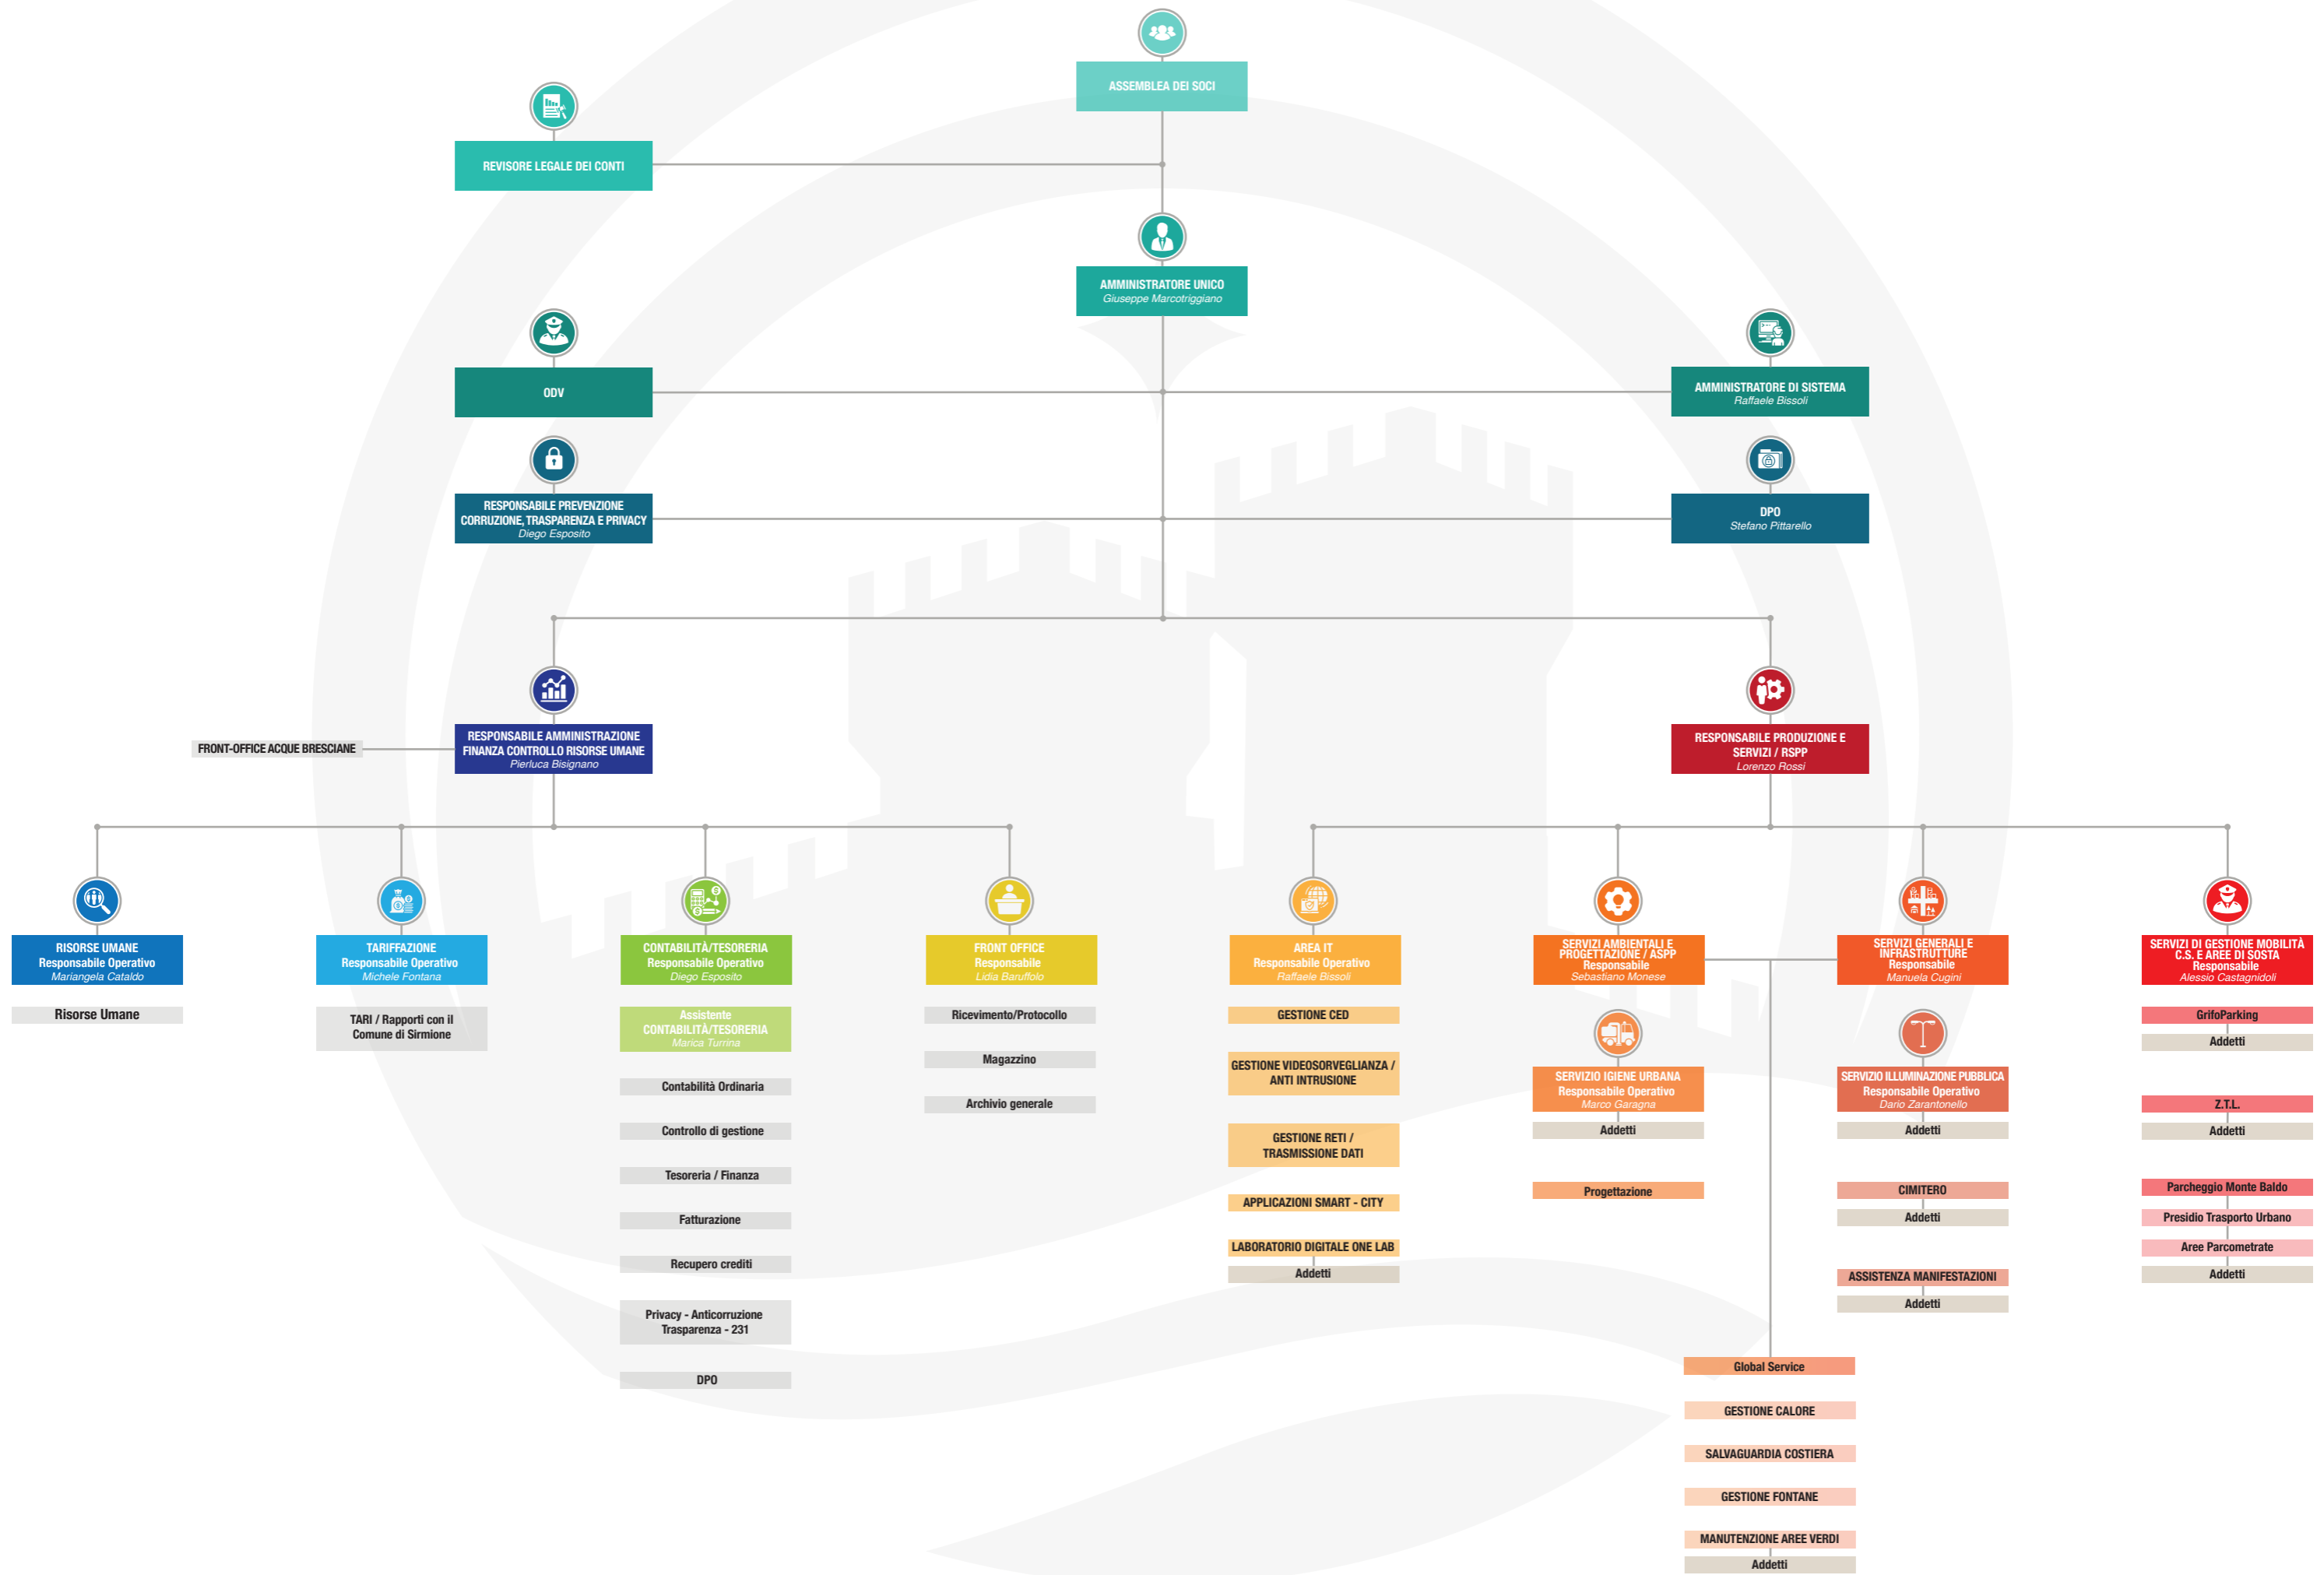 ASSEMBLEA DEI SOCI
REVISORE LEGALE DEI CONTI
AMMINISTRATORE UNICO
Giuseppe Marcotriggiano
ODV
AMMINISTRATORE DI SISTEMA
Raffaele Bissoli
RESPONSABILE PREVENZIONE
CORRUZIONE, TRASPARENZA E PRIVACY
Diego Esposito
DPO
Stefano Pittarello
FRONT-OFFICE ACQUE BRESCIANE
RESPONSABILE AMMINISTRAZIONE
FINANZA CONTROLLO RISORSE UMANE
Pierluca Bisignano
RESPONSABILE PRODUZIONE E
SERVIZI / RSPP
Lorenzo Rossi
RISORSE UMANE
Responsabile Operativo
Mariangela Cataldo
Risorse Umane
TARIFFAZIONE
Responsabile Operativo
Michele Fontana
TARI / Rapporti con il
Comune di Sirmione
CONTABILITÀ/TESORERIA
Responsabile Operativo
Diego Esposito
Assistente
CONTABILITÀ/TESORERIA
Marica Turrina
Contabilità Ordinaria
Controllo di gestione
Tesoreria / Finanza
Fatturazione
Recupero crediti
Privacy - Anticorruzione
Trasparenza - 231
DPO
FRONT OFFICE
Responsabile
Lidia Baruffolo
Ricevimento/Protocollo
Magazzino
Archivio generale
AREA IT
Responsabile Operativo
Raffaele Bissoli
GESTIONE CED
GESTIONE VIDEOSORVEGLIANZA /
ANTI INTRUSIONE
GESTIONE RETI /
TRASMISSIONE DATI
APPLICAZIONI SMART - CITY
LABORATORIO DIGITALE ONE LAB
Addetti
SERVIZI AMBIENTALI E
PROGETTAZIONE / ASPP
Responsabile
Sebastiano Monese
SERVIZIO IGIENE URBANA
Responsabile Operativo
Marco Garagna
Addetti
Progettazione
SERVIZI GENERALI E
INFRASTRUTTURE
Responsabile
Manuela Cugini
SERVIZIO ILLUMINAZIONE PUBBLICA
Responsabile Operativo
Dario Zarantonello
Addetti
CIMITERO
Addetti
ASSISTENZA MANIFESTAZIONI
Addetti
SERVIZI DI GESTIONE MOBILITÀ
C.S. E AREE DI SOSTA
Responsabile
Alessio Castagnidoli
GrifoParking
Addetti
Z.T.L.
Addetti
Parcheggio Monte Baldo
Presidio Trasporto Urbano
Aree Parcometrate
Addetti
Global Service
GESTIONE CALORE
SALVAGUARDIA COSTIERA
GESTIONE FONTANE
MANUTENZIONE AREE VERDI
Addetti